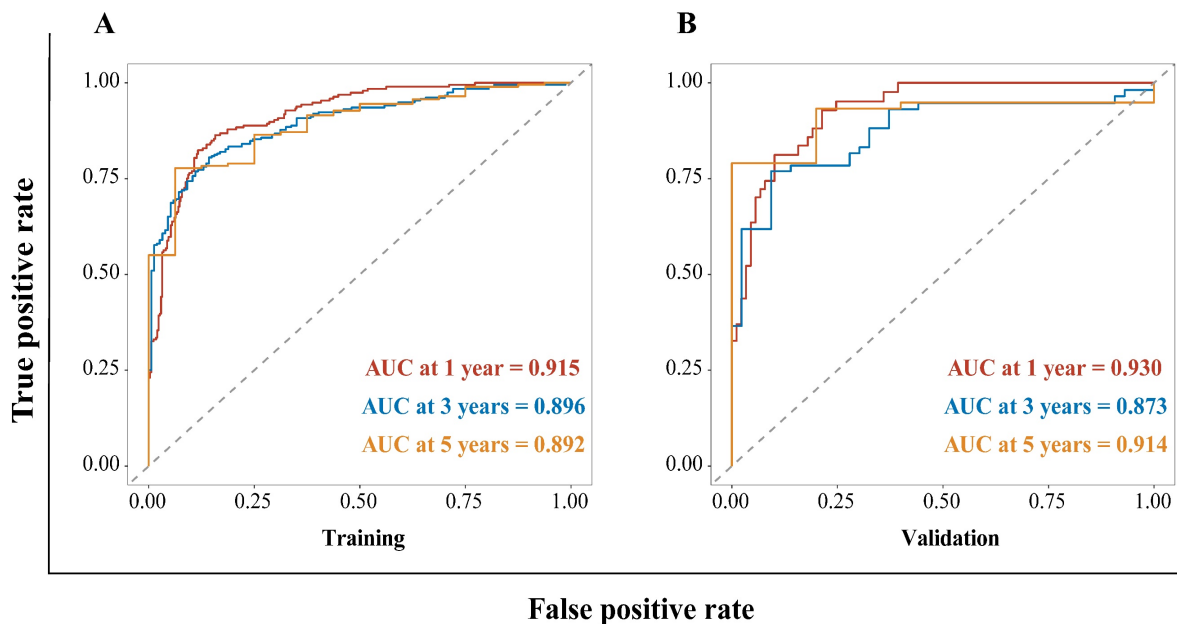 A
B
True positive rate
1.00
0.75
0.50
0.25
0.00
AUC at 1 year = 0.915
AUC at 3 years = 0.896
AUC at 5 years = 0.892
0.00 0.25 0.50 0.75 1.00
Training
1.00
0.75
0.50
0.25
0.00
AUC at 1 year = 0.930
AUC at 3 years = 0.873
AUC at 5 years = 0.914
0.00 0.25 0.50 0.75 1.00
Validation
False positive rate